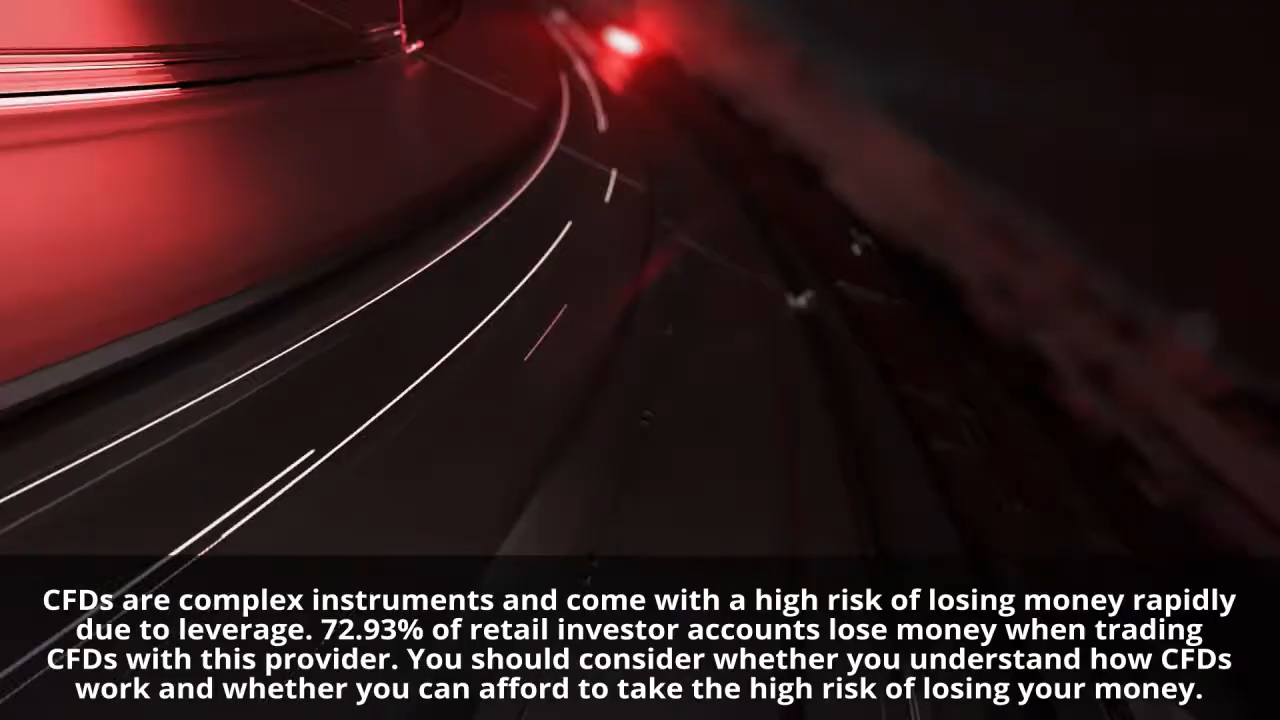 CFDs are complex instruments and come with a high risk of losing money rapidly
due to leverage. 72.93% of retail investor accounts lose money when trading
CFDs with this provider. You should consider whether you understand how CFDs
work and whether you can afford to take the high risk of losing your money.